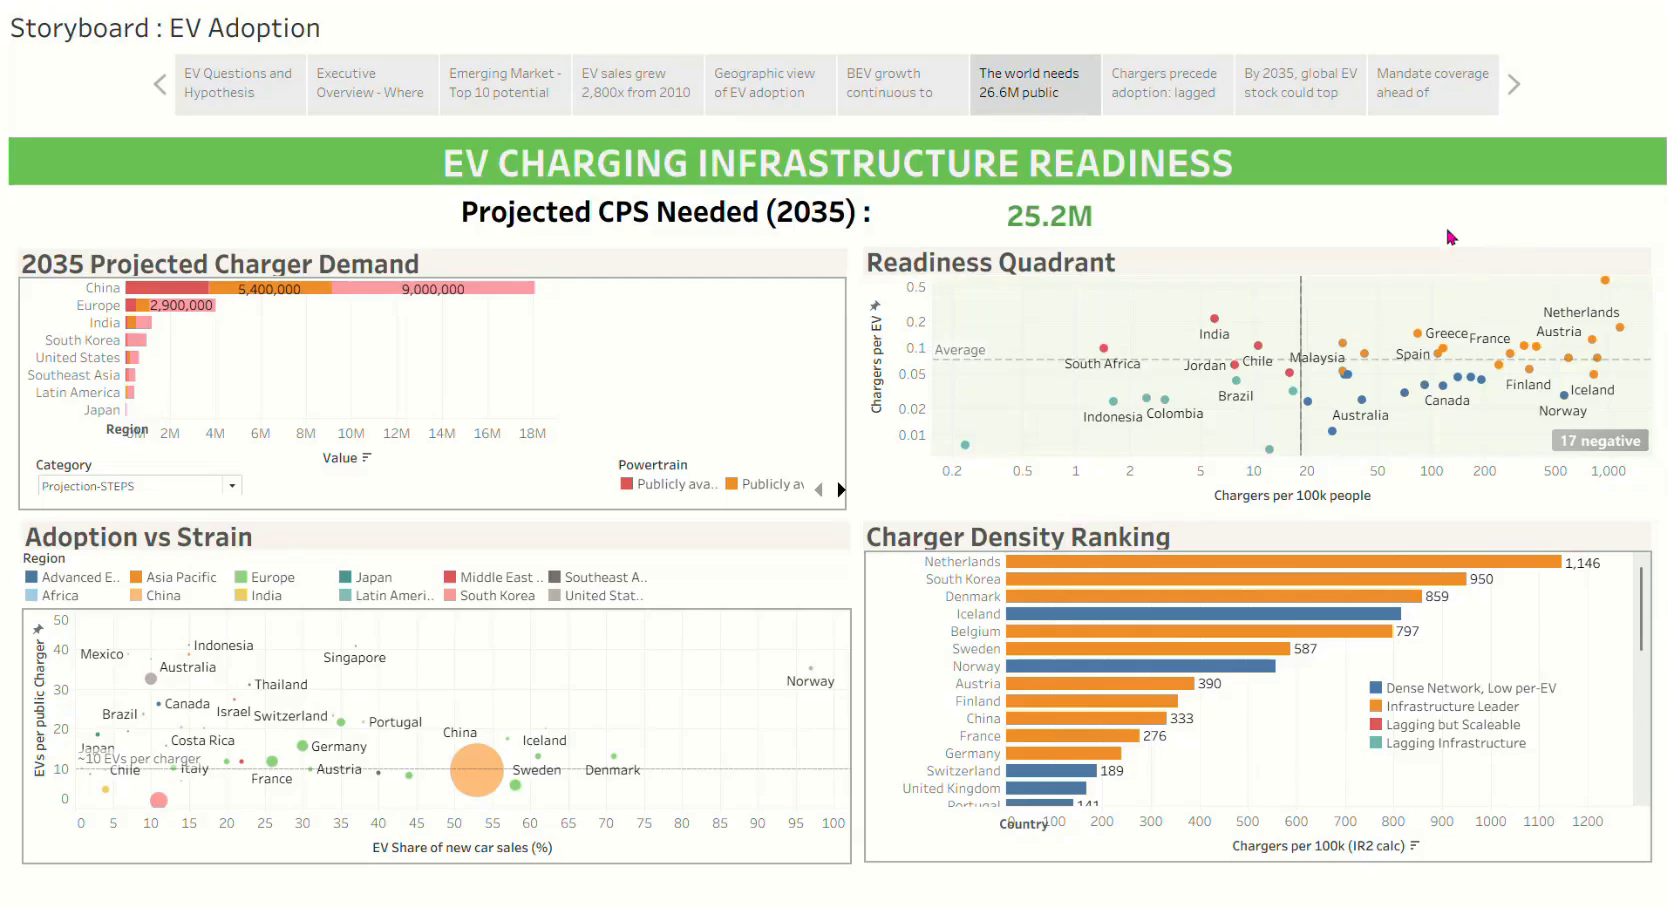 Storyboard : EV Adoption
EV Questions and
Hypothesis
Executive
Overview - Where
Emerging Market -
Top 10 potential
EV sales grew
2,800x from 2010
Geographic view
of EV adoption
BEV growth
continuous to
The world needs
26.6M public
Chargers precede
adoption: lagged
By 2035, global EV
stock could top
Mandate coverage
ahead of
EV CHARGING INFRASTRUCTURE READINESS
Projected CPS Needed (2035) :
25.2M
2035 Projected Charger Demand
China
5,400,000
9,000,000
Europe
2,900,000
India
South Korea
United States
Southeast Asia
Latin America
Japan
Region
0M 2M 4M 6M 8M 10M 12M 14M 16M 18M
Value
Category
Projection-STEPS
Powertrain
Publicly ava..
Publicly av
Readiness Quadrant
Chargers per EV
0.5
0.2
0.1
0.05
0.02
0.01
Average
Netherlands
India
Greece
France
Austria
South Africa
Jordan
Chile
Malaysia
Spain
Brazil
Finland
Iceland
Indonesia
Colombia
Australia
Canada
Norway
17 negative
0.2 0.5 1 2 5 10 20 50 100 200 500 1,000
Chargers per 100k people
Adoption vs Strain
Region
Advanced E..
Asia Pacific
Europe
Japan
Middle East ..
Southeast A..
Africa
China
India
Latin Ameri..
South Korea
United Stat..
EVs per public Charger
50
40
30
20
10
0
Mexico
Indonesia
Australia
Singapore
Norway
Thailand
Canada
Brazil
Israel
Switzerland
Portugal
Japan
Costa Rica
Germany
China
Iceland
~10 EVs per charger
Chile
Italy
France
Austria
Sweden
Denmark
0 5 10 15 20 25 30 35 40 45 50 55 60 65 70 75 80 85 90 95 100
EV Share of new car sales (%)
Charger Density Ranking
Netherlands 1,146
South Korea 950
Denmark 859
Iceland
Belgium 797
Sweden 587
Norway
Austria 390
Finland
China 333
France 276
Germany
Switzerland 189
United Kingdom
Portugal 141
Dense Network, Low per-EV
Infrastructure Leader
Lagging but Scaleable
Lagging Infrastructure
Country
0 100 200 300 400 500 600 700 800 900 1000 1100 1200
Chargers per 100k (IR2 calc)